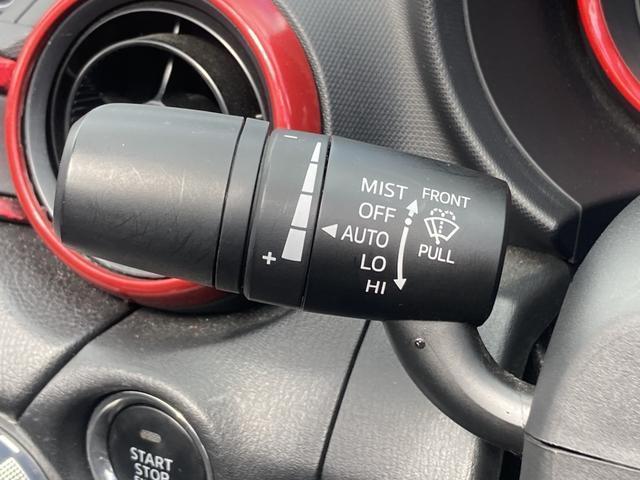 −
+
MIST
OFF
AUTO
LO
HI
FRONT
PULL
START
STOP